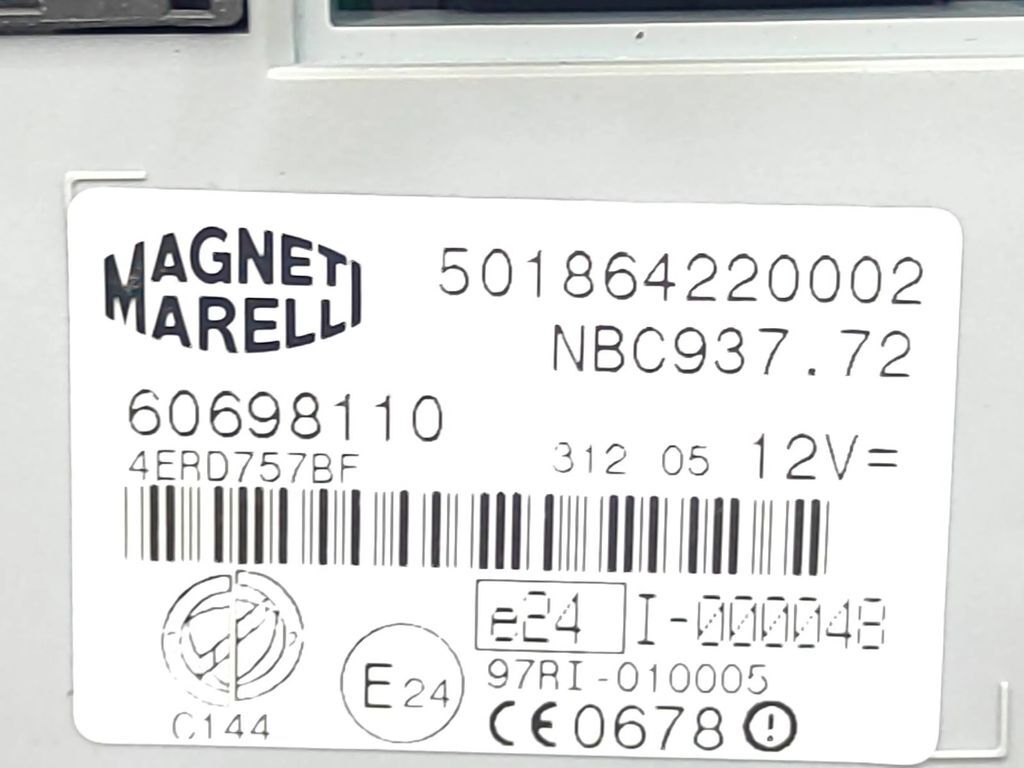 MAGNETI
MARELLI
501864220002
NBC937.72
60698110
4ERD757BF
312 05 12V=
e24 I-000048
97RI-010005
E24
C144
CE0678
!